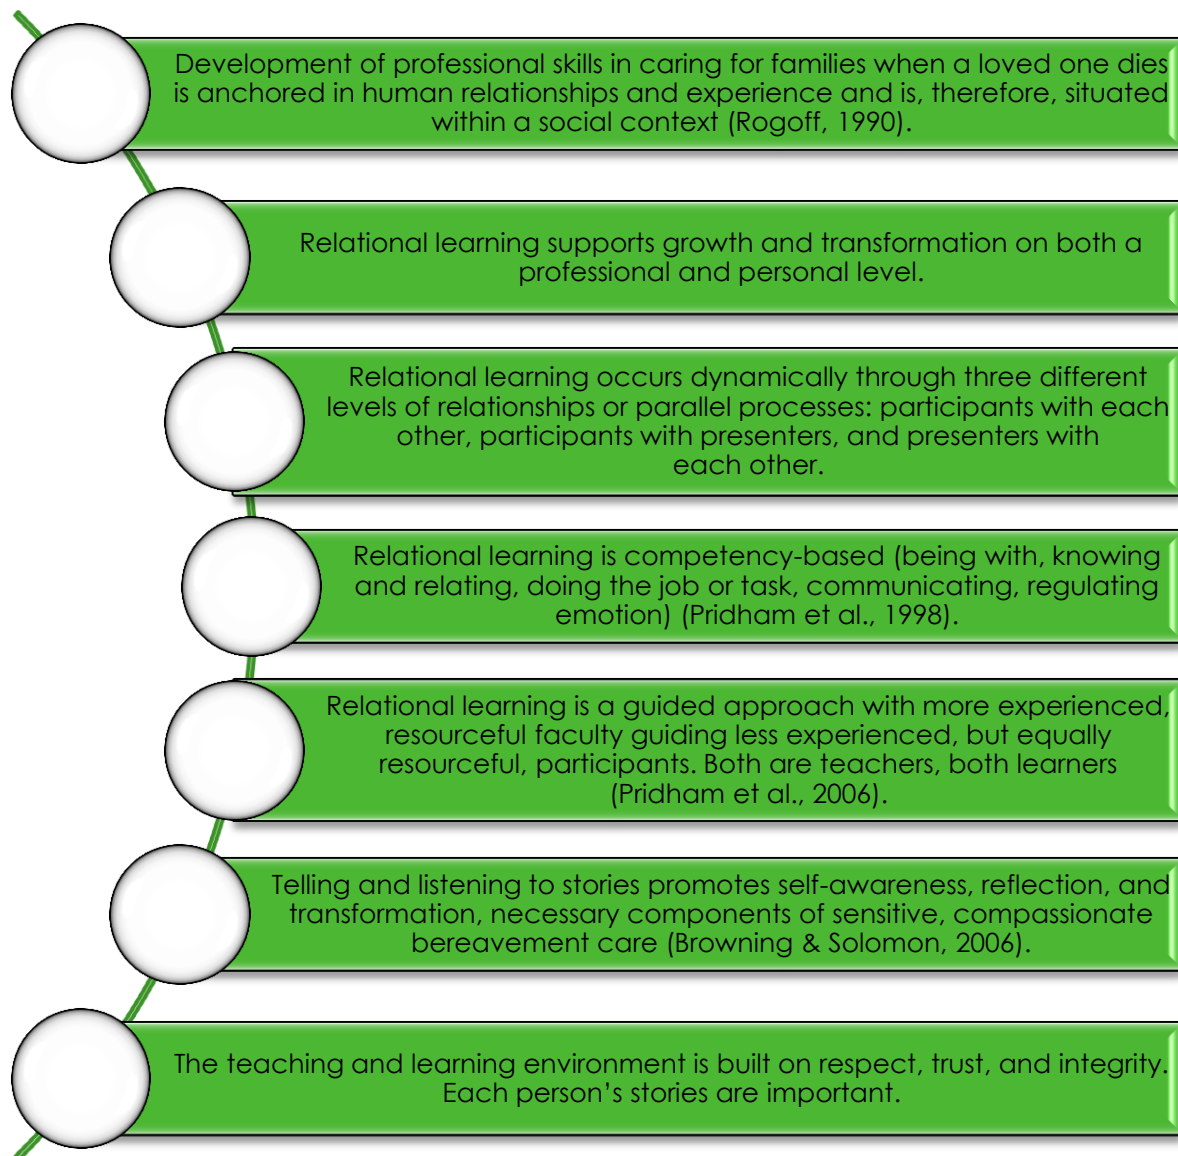 Development of professional skills in caring for families when a loved one dies
is anchored in human relationships and experience and is, therefore, situated
within a social context (Rogoff, 1990).
Relational learning supports growth and transformation on both a
professional and personal level.
Relational learning occurs dynamically through three different
levels of relationships or parallel processes: participants with each
other, participants with presenters, and presenters with
each other.
Relational learning is competency-based (being with, knowing
and relating, doing the job or task, communicating, regulating
emotion) (Pridham et al., 1998).
Relational learning is a guided approach with more experienced,
resourceful faculty guiding less experienced, but equally
resourceful, participants. Both are teachers, both learners
(Pridham et al., 2006).
Telling and listening to stories promotes self-awareness, reflection, and
transformation, necessary components of sensitive, compassionate
bereavement care (Browning & Solomon, 2006).
The teaching and learning environment is built on respect, trust, and integrity.
Each person’s stories are important.